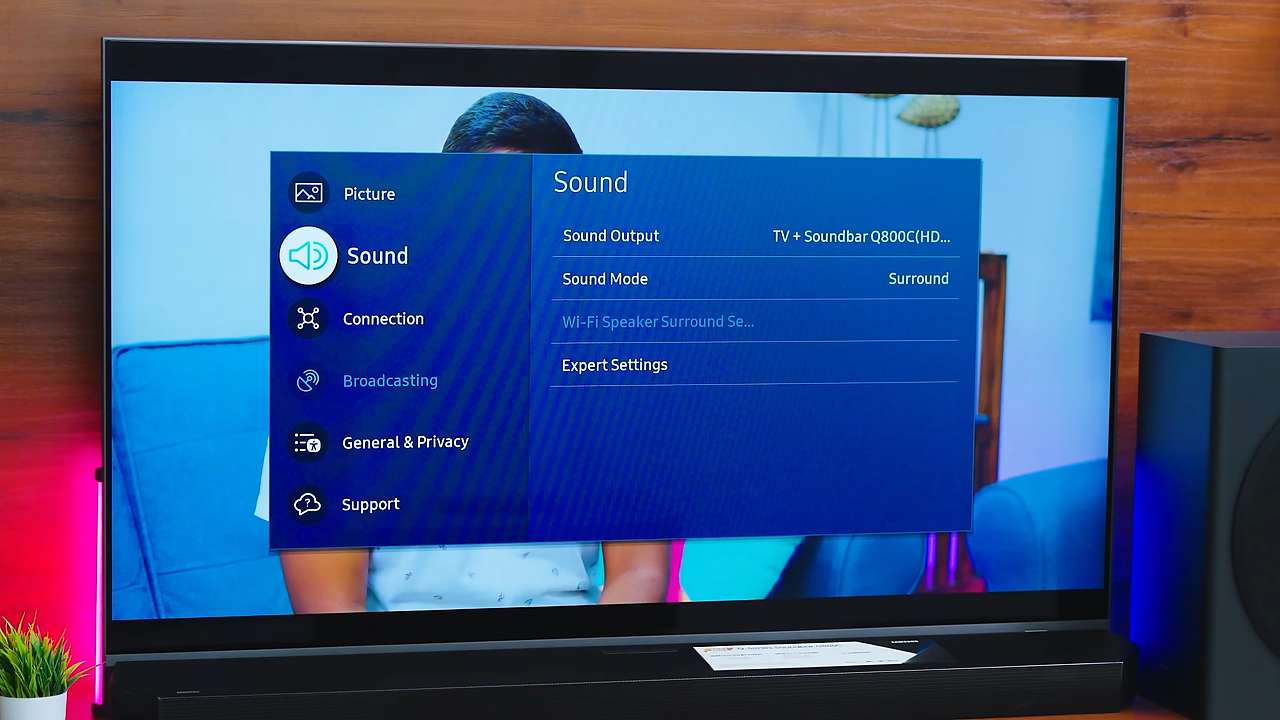 Picture
Sound
Connection
Broadcasting
General & Privacy
Support
Sound
Sound Output TV + Soundbar Q800C(HD...
Sound Mode Surround
Wi-Fi Speaker Surround Se...
Expert Settings
SAMSUNG